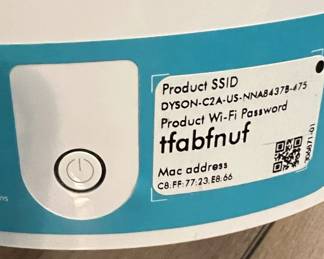 Product SSID
DYSON-C2A-US-NNA8437B-475
Product Wi-Fi Password
tfabfnuf
Mac address
C8:FF:77:23:E8:66